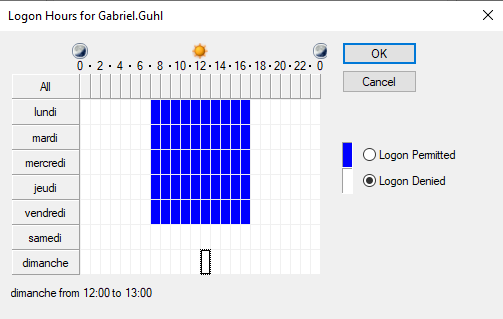 Logon Hours for Gabriel.Guhl
0 · 2 · 4 · 6 · 8 · 10 · 12 · 14 · 16 · 18 · 20 · 22 · 0
All
lundi
mardi
mercredi
jeudi
vendredi
samedi
dimanche
OK
Cancel
Logon Permitted
Logon Denied
dimanche from 12:00 to 13:00